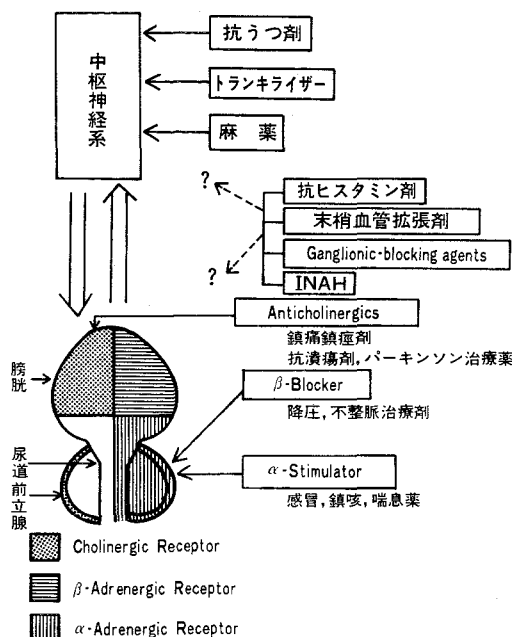 抗うつ剤
トランキライザー
麻薬
中枢神経系
?
?
抗ヒスタミン剤
末梢血管拡張剤
Ganglionic-blocking agents
INAH
Anticholinergics
鎮痛鎮痙剤
抗潰瘍剤，パーキンソン治療薬
膀胱
β-Blocker
降圧，不整脈治療剤
尿道
前立腺
α-Stimulator
感冒，鎮咳，喘息薬
Cholinergic Receptor
β-Adrenergic Receptor
α-Adrenergic Receptor